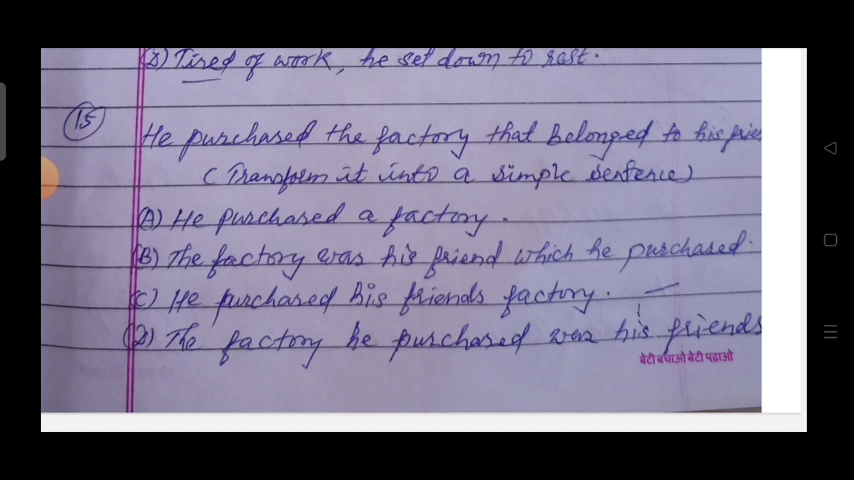 (D) Tired of work, he set down to rest.
(15)
He purchased the factory that belonged to his frie
(Transform it into a simple sentence)
(A) He purchased a factory.
(B) The factory was his friend which he purchased.
(C) He purchased his friends factory.
(D) The factory he purchased was his friends
बेटी बचाओ बेटी पढ़ाओ